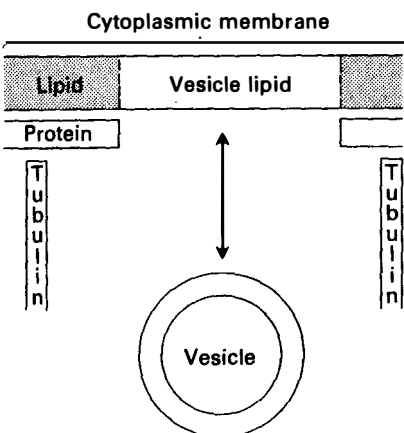 Cytoplasmic membrane
Lipid Vesicle lipid
Protein
Tubulin Tubulin
Vesicle